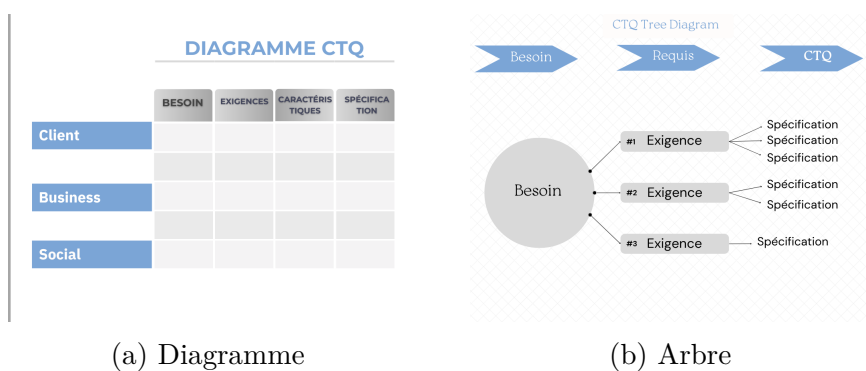 DIAGRAMME CTQ
BESOIN EXIGENCES CARACTÉRIS SPÉCIFICA
TIQUES TION
Client
Business
Social
(a) Diagramme
CTQ Tree Diagram
Besoin Requis CTQ
Besoin
#1 Exigence
Spécification
Spécification
Spécification
#2 Exigence
Spécification
Spécification
#3 Exigence
Spécification
(b) Arbre